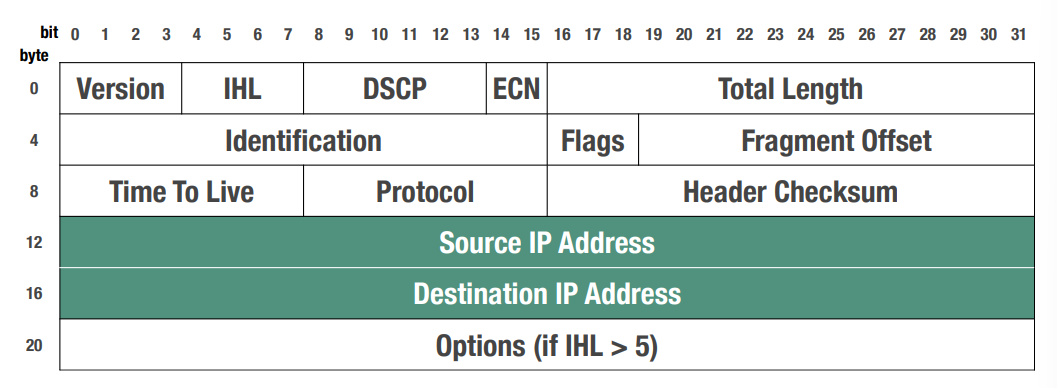 bit 0 1 2 3 4 5 6 7 8 9 10 11 12 13 14 15 16 17 18 19 20 21 22 23 24 25 26 27 28 29 30 31
byte
0 Version IHL DSCP ECN Total Length
4 Identification Flags Fragment Offset
8 Time To Live Protocol Header Checksum
12 Source IP Address
16 Destination IP Address
20 Options (if IHL > 5)